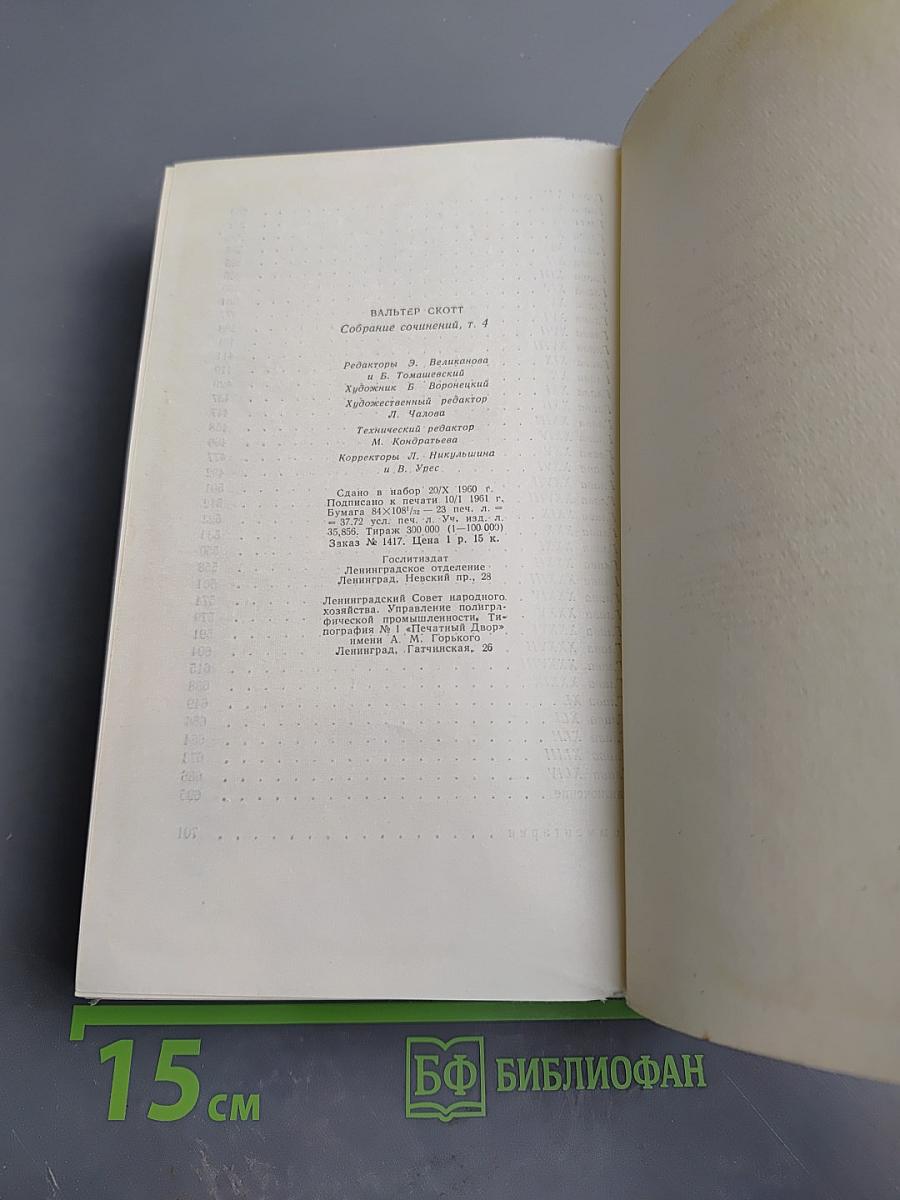 ВАЛЬТЕР СКОТТ
Собрание сочинений, т. 4
Редакторы Э. Великанова
и Б. Томашевский
Художник Б Воронецкий
Художественный редактор
Л. Чалова
Технический редактор
М. Кондратьева
Корректоры Л. Никульшина
и В. Урес
Сдано в набор 20/X 1960 г.
Подписано к печати 10/I 1961 г.
Бумага 84×108¹/₃₂ — 23 печ. л. =
= 37.72 усл. печ. л. Уч. изд. л.
35,856. Тираж 300 000 (1—100 000)
Заказ № 1417. Цена 1 р. 15 к.
Гослитиздат
Ленинградское отделение
Ленинград, Невский пр., 28
Ленинградский Совет народного
хозяйства. Управление полигра-
фической промышленности. Ти-
пография № 1 «Печатный Двор»
имени А. М. Горького
Ленинград, Гатчинская, 26
15 см
БФ БИБЛИОФАН